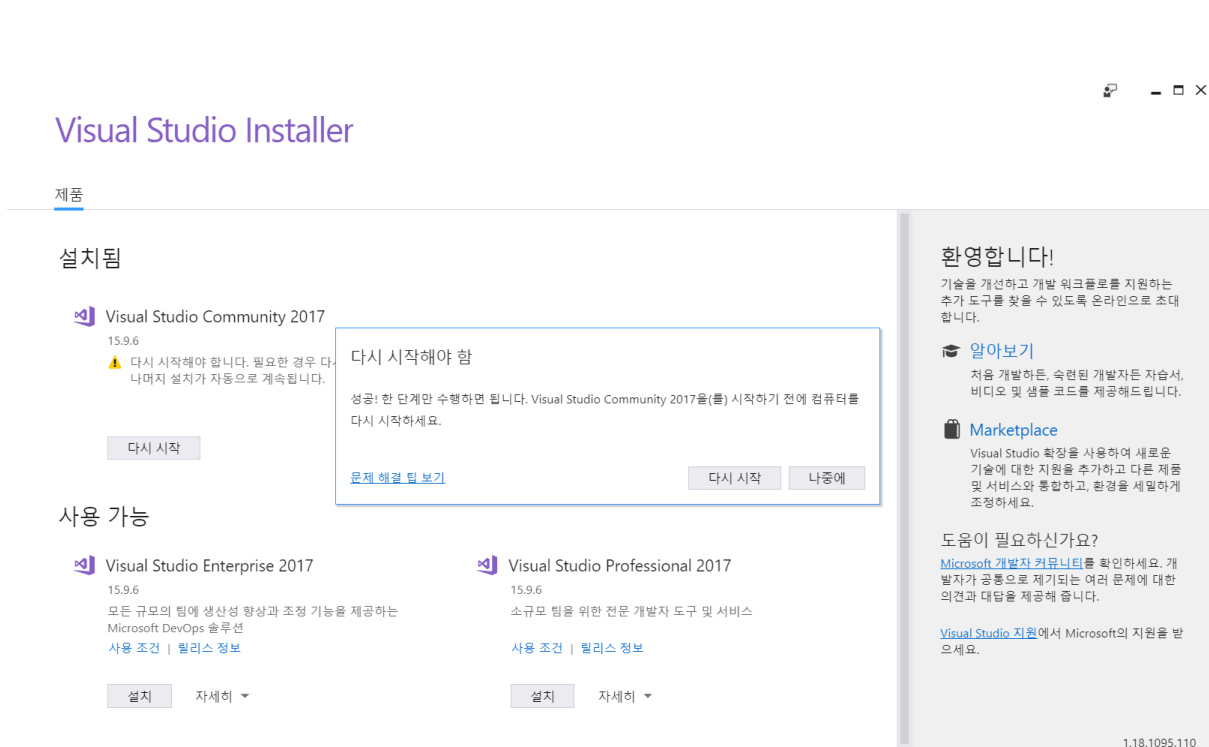 Visual Studio Installer
제품
설치됨
Visual Studio Community 2017
15.9.6
다시 시작해야 합니다. 필요한 경우 다
나머지 설치가 자동으로 계속됩니다.
다시 시작
다시 시작해야 함
성공! 한 단계만 수행하면 됩니다. Visual Studio Community 2017을(를) 시작하기 전에 컴퓨터를
다시 시작하세요.
문제 해결 팁 보기
다시 시작
나중에
사용 가능
Visual Studio Enterprise 2017
15.9.6
모든 규모의 팀에 생산성 향상과 조정 기능을 제공하는
Microsoft DevOps 솔루션
사용 조건 | 릴리스 정보
설치
자세히
Visual Studio Professional 2017
15.9.6
소규모 팀을 위한 전문 개발자 도구 및 서비스
사용 조건 | 릴리스 정보
설치
자세히
환영합니다!
기술을 개선하고 개발 워크플로를 지원하는
추가 도구를 찾을 수 있도록 온라인으로 초대
합니다.
알아보기
처음 개발하든, 숙련된 개발자든 자습서,
비디오 및 샘플 코드를 제공해드립니다.
Marketplace
Visual Studio 확장을 사용하여 새로운
기술에 대한 지원을 추가하고 다른 제품
및 서비스와 통합하고, 환경을 세밀하게
조정하세요.
도움이 필요하신가요?
Microsoft 개발자 커뮤니티를 확인하세요. 개
발자가 공통으로 제기되는 여러 문제에 대한
의견과 대답을 제공해 줍니다.
Visual Studio 지원에서 Microsoft의 지원을 받
으세요.
1.18.1095.110